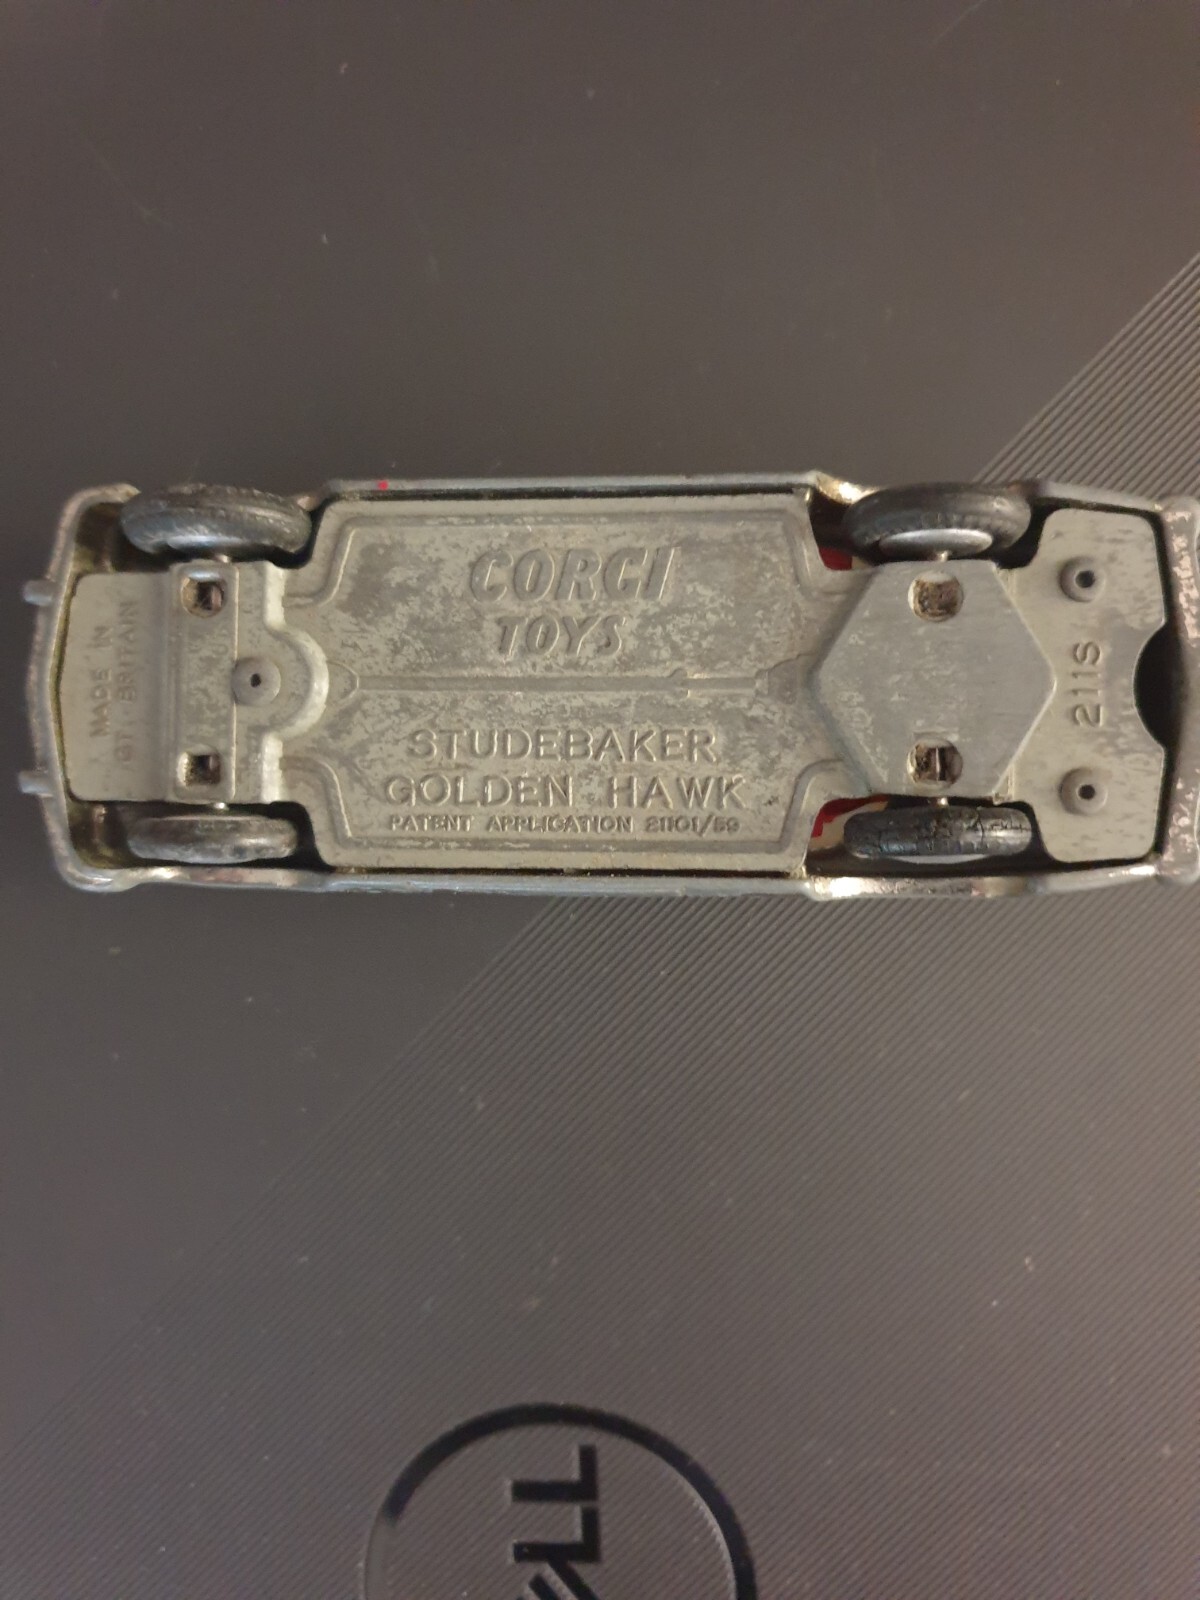 CORGI
TOYS
STUDEBAKER
GOLDEN HAWK
PATENT APPLICATION 21101/59
MADE IN
GT. BRITAIN
211S